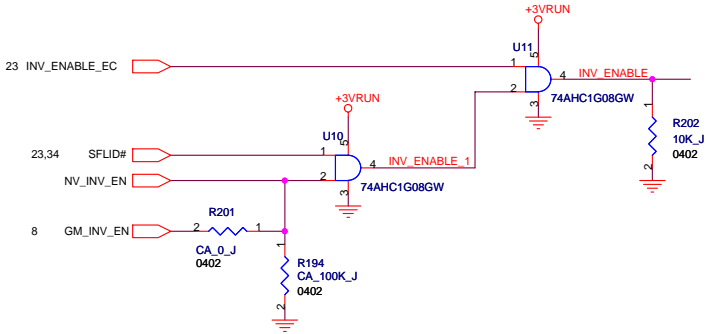 +3VRUN
U11
5
23 INV_ENABLE_EC
1
4
INV_ENABLE
2
74AHC1G08GW
3
+3VRUN
1
R202
10K_J
0402
2
U10
5
23,34 SFLID#
1
4
INV_ENABLE_1
NV_INV_EN
2
74AHC1G08GW
3
R201
8 GM_INV_EN
2
1
CA_0_J
0402
1
R194
CA_100K_J
0402
2